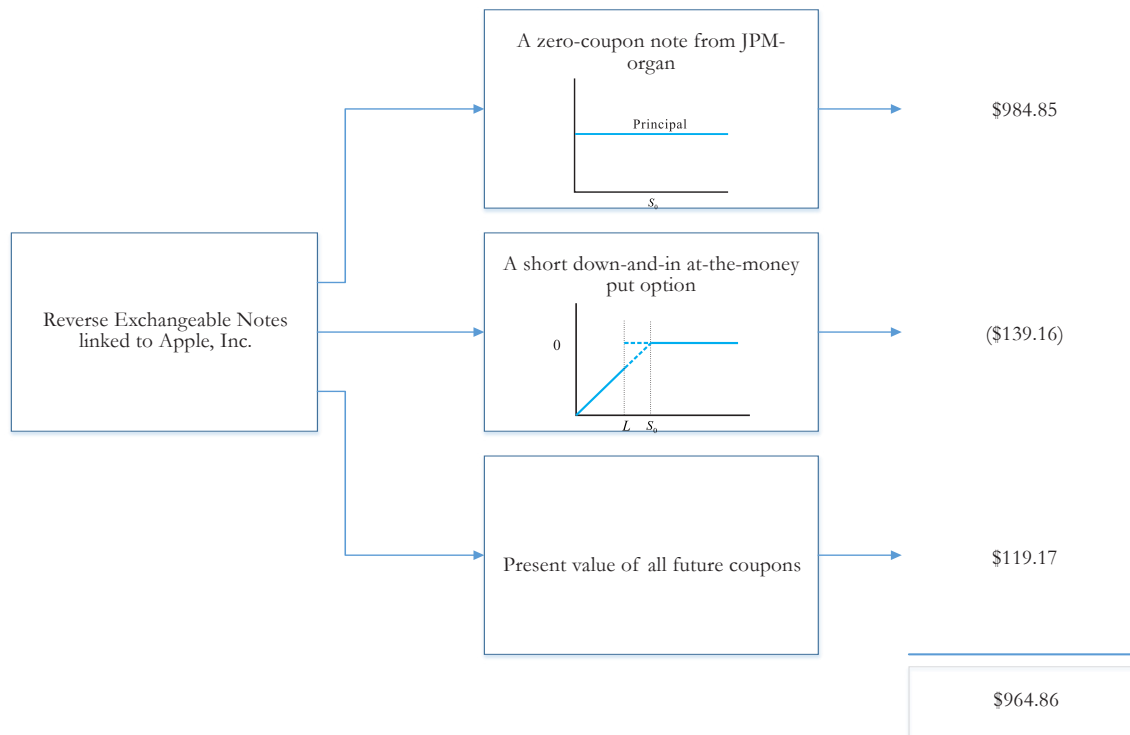 A zero-coupon note from JPM-
organ
Principal
S₀
$984.85
Reverse Exchangeable Notes
linked to Apple, Inc.
A short down-and-in at-the-money
put option
0
L S₀
($139.16)
Present value of all future coupons
$119.17
$964.86